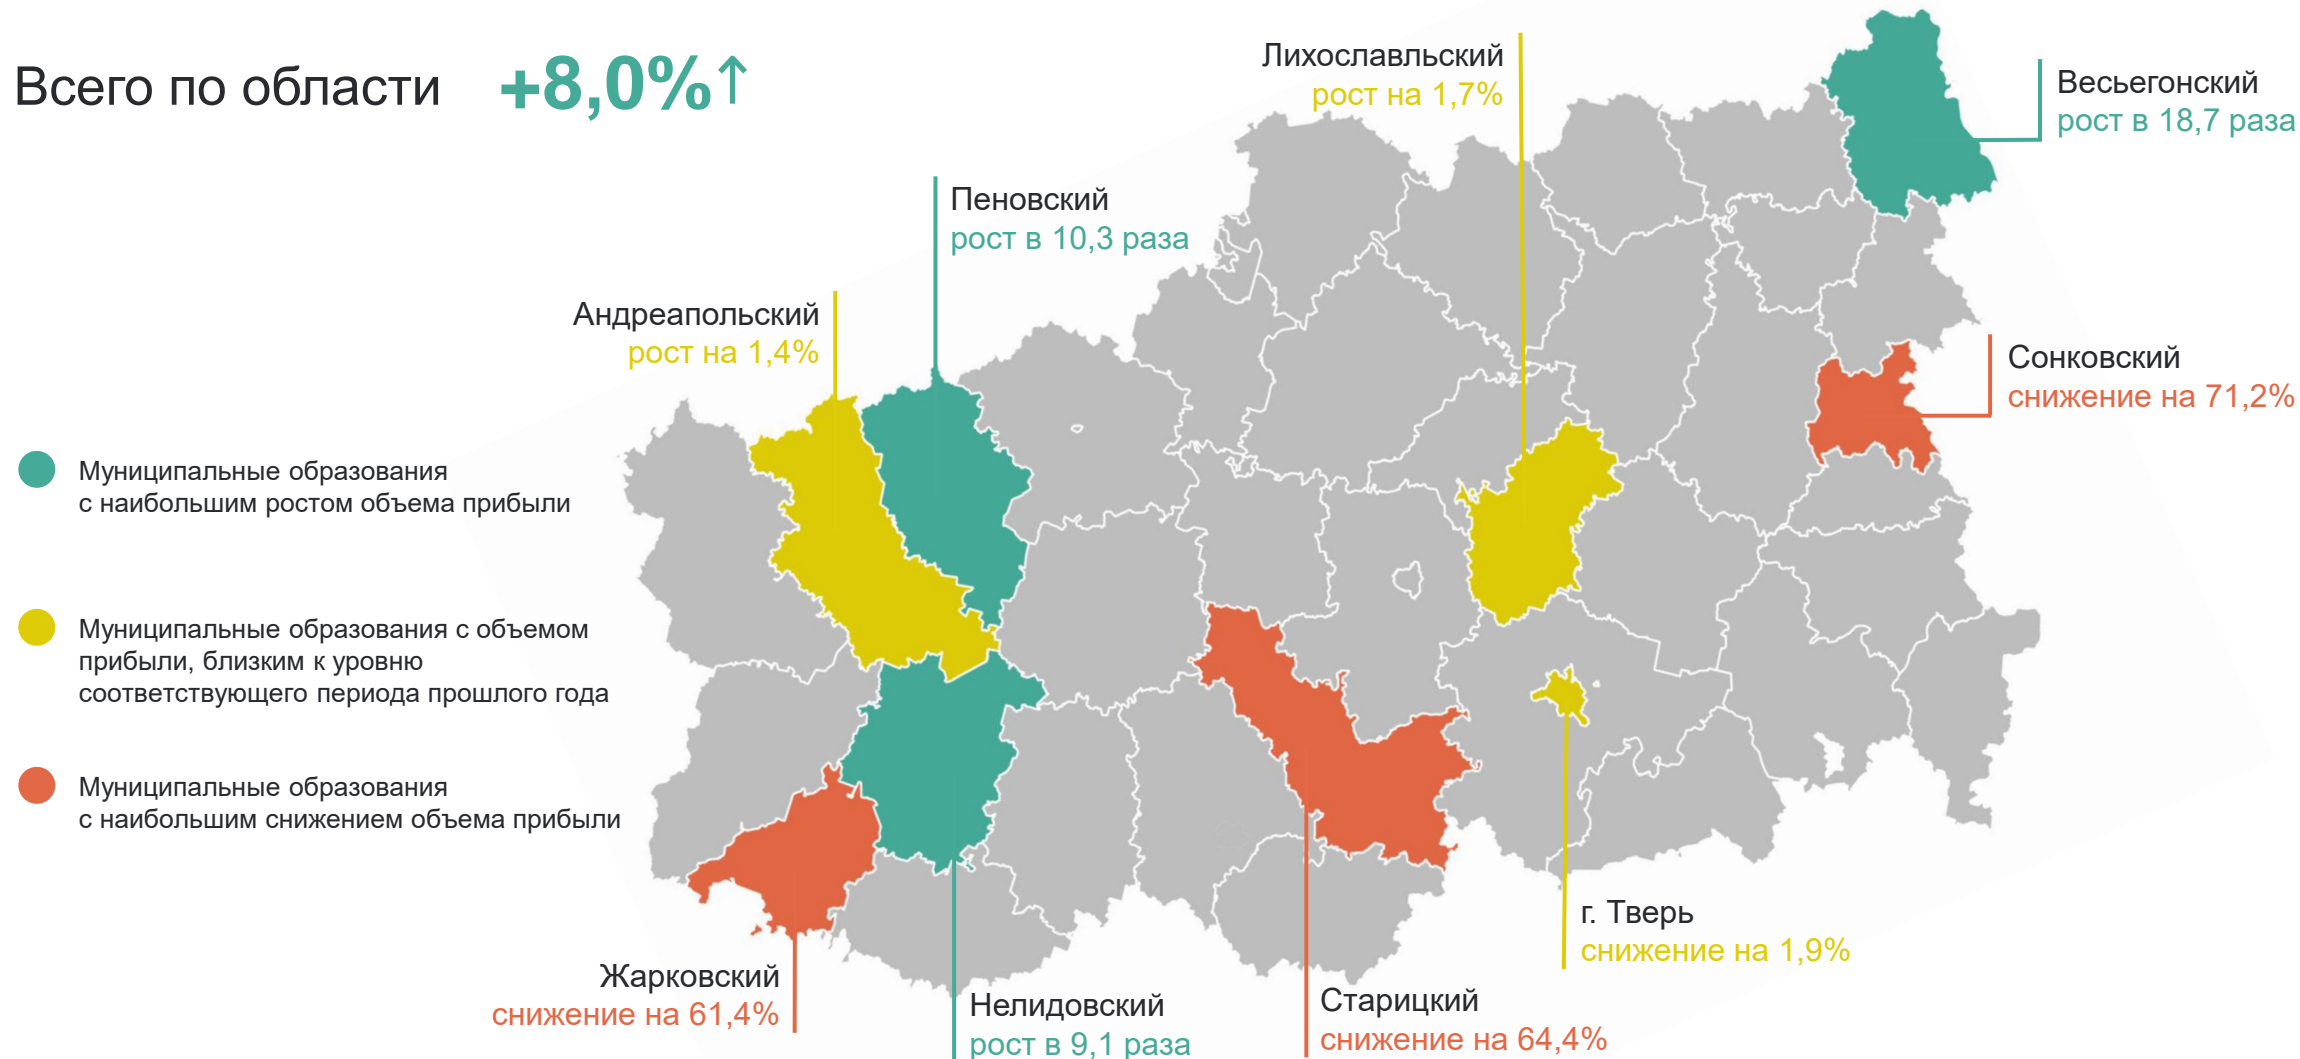 Всего по области +8,0%↑
Лихославльский
рост на 1,7%
Весьегонский
рост в 18,7 раза
Пеновский
рост в 10,3 раза
Андреапольский
рост на 1,4%
Сонковский
снижение на 71,2%
Муниципальные образования
с наибольшим ростом объема прибыли
Муниципальные образования с объемом
прибыли, близким к уровню
соответствующего периода прошлого года
Муниципальные образования
с наибольшим снижением объема прибыли
г. Тверь
снижение на 1,9%
Жарковский
снижение на 61,4%
Нелидовский
рост в 9,1 раза
Старицкий
снижение на 64,4%